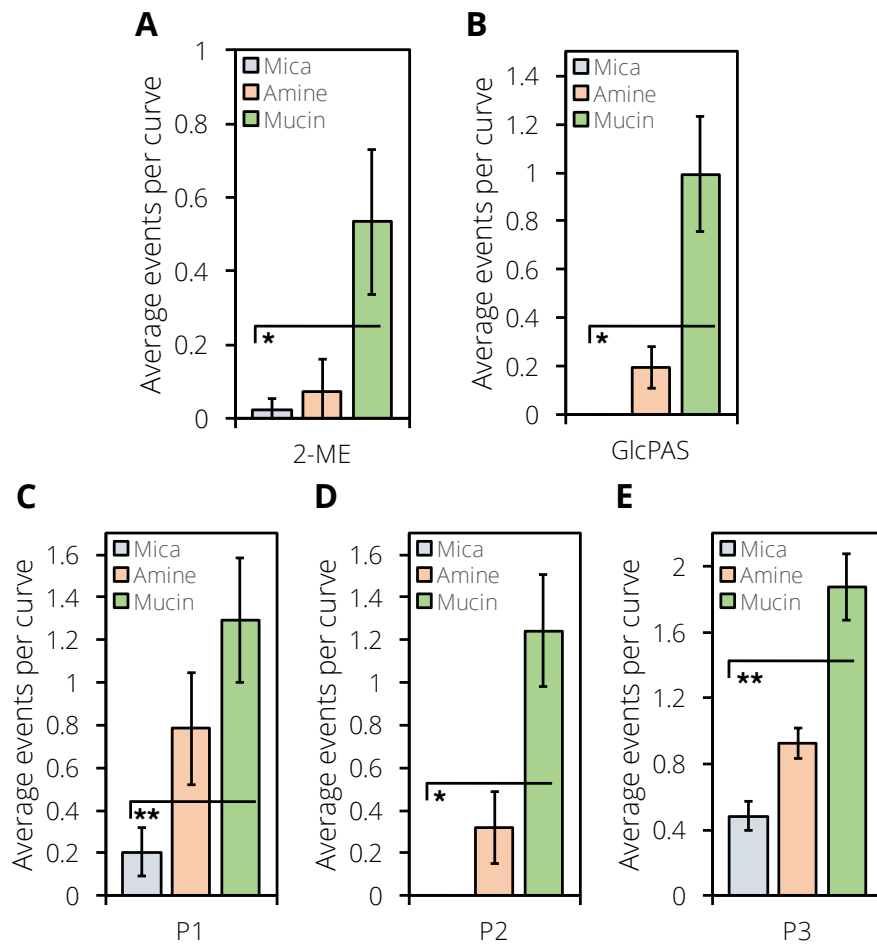 A
Average events per curve
1
0.8
0.6
0.4
0.2
0
Mica
Amine
Mucin
*
2-ME
B
Average events per curve
1.4
1.2
1
0.8
0.6
0.4
0.2
0
Mica
Amine
Mucin
*
GlcPAS
C
Average events per curve
1.6
1.4
1.2
1
0.8
0.6
0.4
0.2
0
Mica
Amine
Mucin
**
P1
D
Average events per curve
1.6
1.4
1.2
1
0.8
0.6
0.4
0.2
0
Mica
Amine
Mucin
*
P2
E
Average events per curve
2
1.6
1.2
0.8
0.4
0
Mica
Amine
Mucin
**
P3